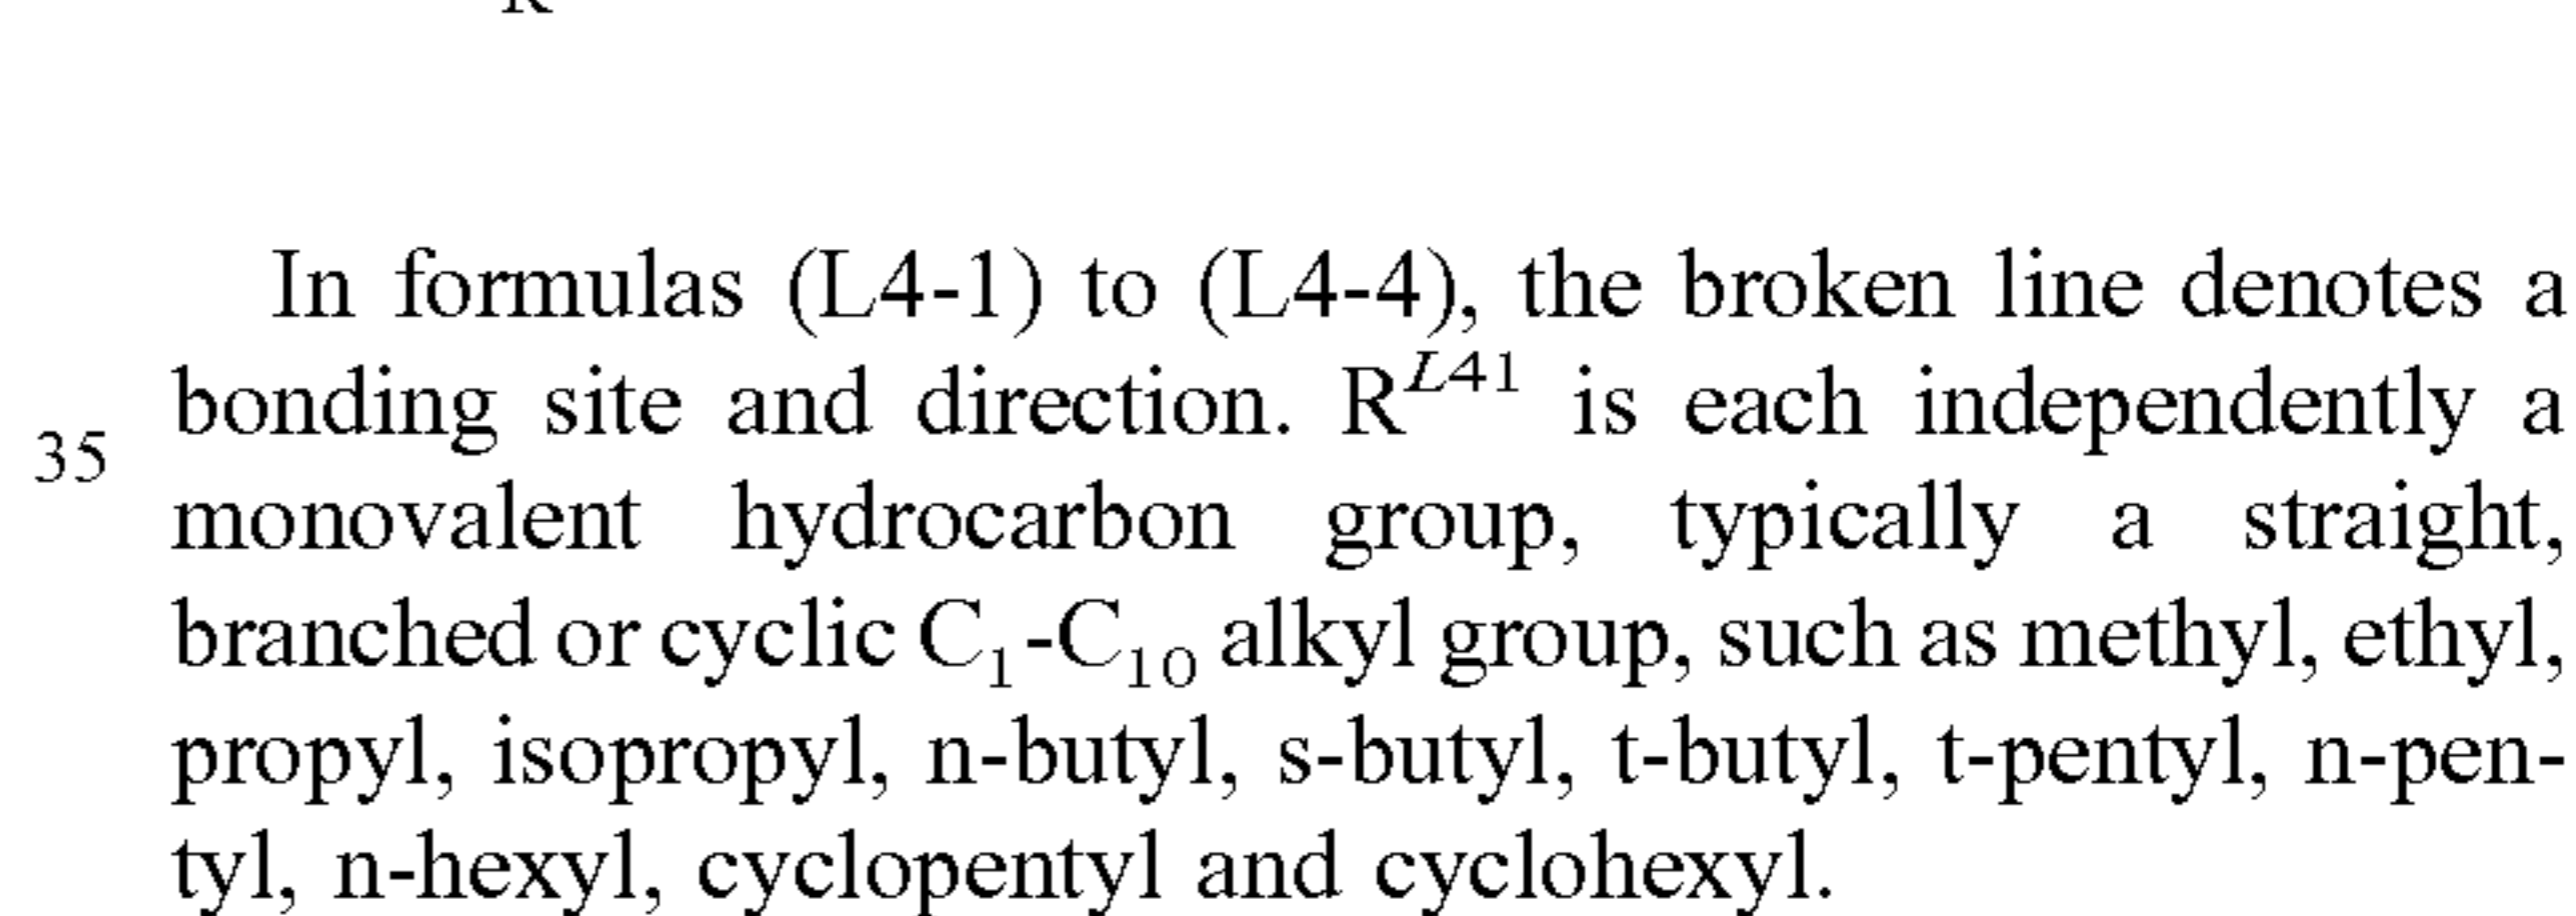 In formulas (L4-1) to (L4-4), the broken line denotes a
bonding site and direction. R^{L41} is each independently a
35
monovalent hydrocarbon group, typically a straight,
branched or cyclic C₁-C₁₀ alkyl group, such as methyl, ethyl,
propyl, isopropyl, n-butyl, s-butyl, t-butyl, t-pentyl, n-pen-
tyl, n-hexyl, cyclopentyl and cyclohexyl.